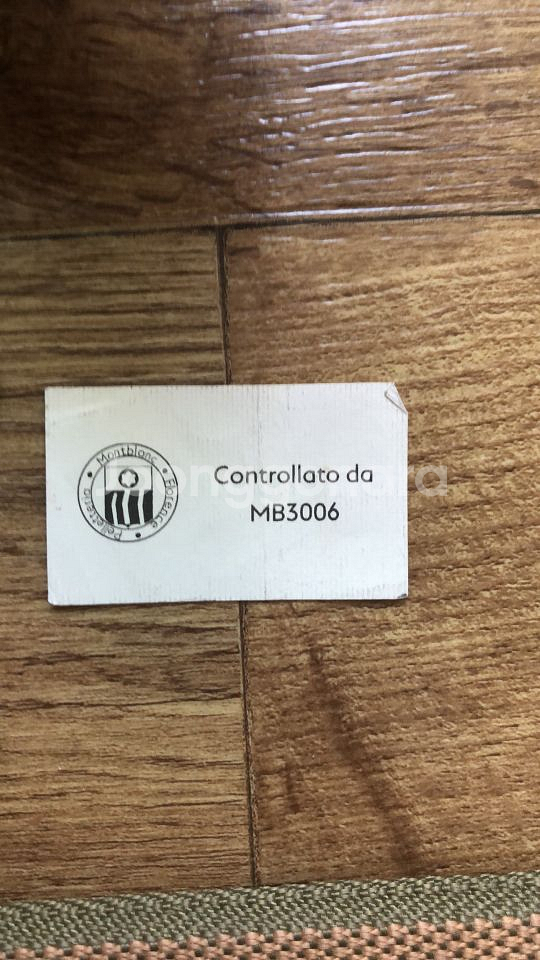 Montblanc • Florence • Pelletteria
Controllato da
MB3006